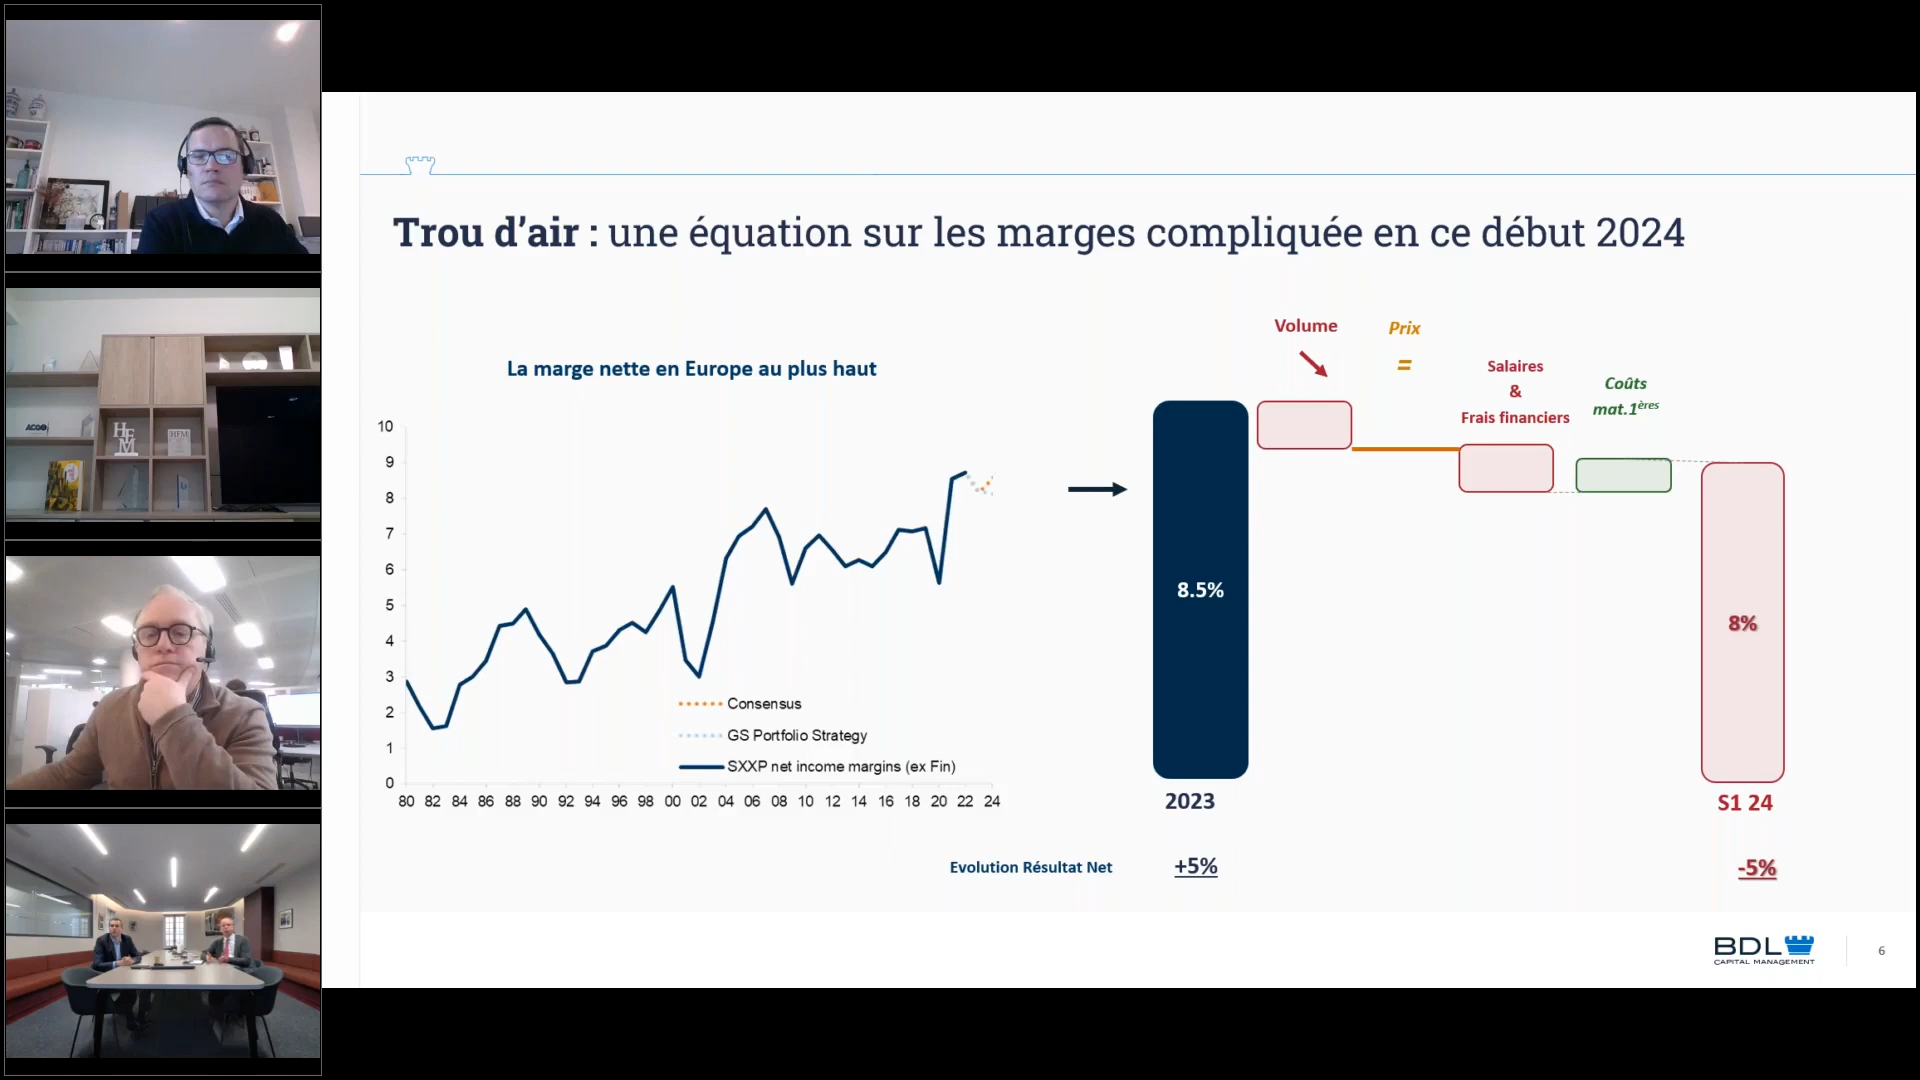 Trou d'air : une équation sur les marges compliquée en ce début 2024
La marge nette en Europe au plus haut
10
9
8
7
6
5
4
3
2
1
0
Consensus
GS Portfolio Strategy
SXXP net income margins (ex Fin)
80 82 84 86 88 90 92 94 96 98 00 02 04 06 08 10 12 14 16 18 20 22 24
Volume
Prix
=
Salaires
&
Frais financiers
Coûts
mat.1ères
8.5%
8%
2023
S1 24
Evolution Résultat Net
+5%
-5%
BDL
CAPITAL MANAGEMENT
6
HFM
HFM